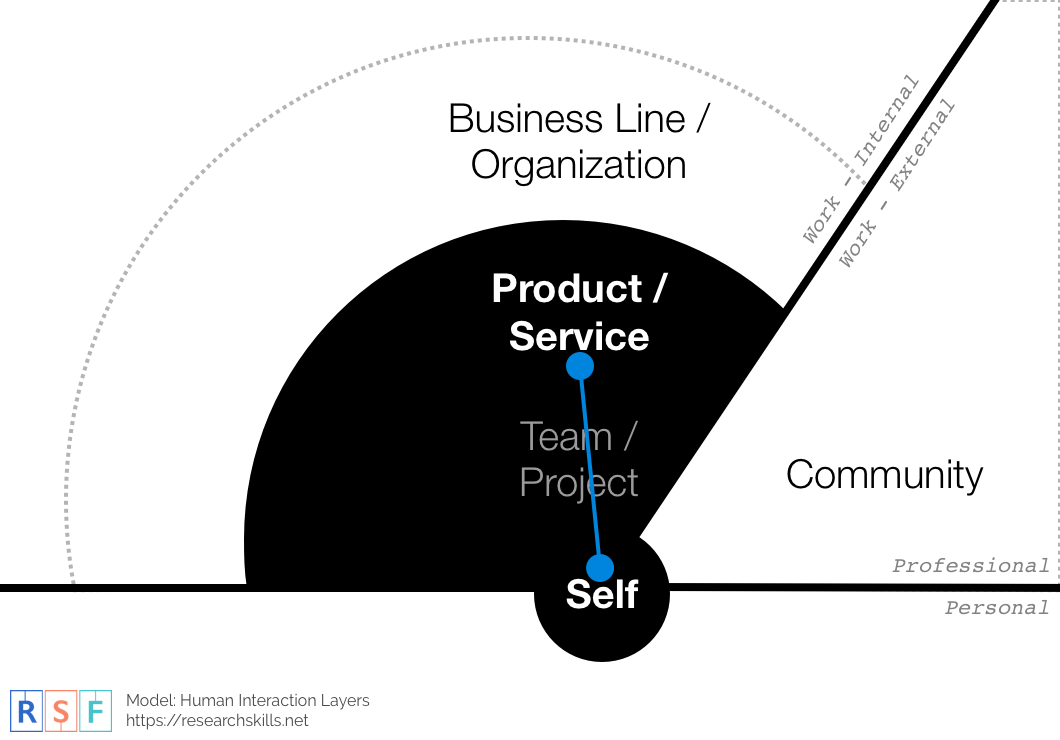 Business Line /
Organization
Work - Internal
Work - External
Product /
Service
Team /
Project
Community
Professional
Self
Personal
R S F
Model: Human Interaction Layers
https://researchskills.net